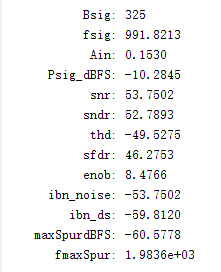 Bsig: 325
fsig: 991.8213
Ain: 0.1530
Psig_dBFS: -10.2845
snr: 53.7502
sndr: 52.7893
thd: -49.5275
sfdr: 46.2753
enob: 8.4766
ibn_noise: -53.7502
ibn_ds: -59.8120
maxSpurdBFS: -60.5778
fmaxSpur: 1.9836e+03